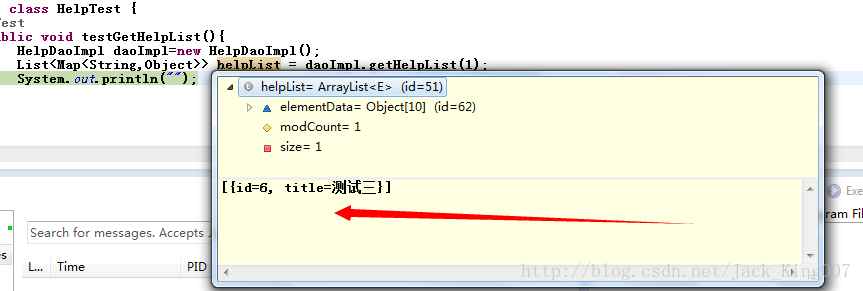 class HelpTest {
Test
ublic void testGetHelpList(){
HelpDaoImpl daoImpl=new HelpDaoImpl();
List<Map<String,Object>> helpList = daoImpl.getHelpList(1);
System.out.println("");
helpList= ArrayList<E> (id=51)
elementData= Object[10] (id=62)
modCount= 1
size= 1
[{id=6, title=测试三}]
Exe
ram Fil
Search for messages. Accepts J
es
L... Time PID
http://blog.csdn.net/Jack_King007